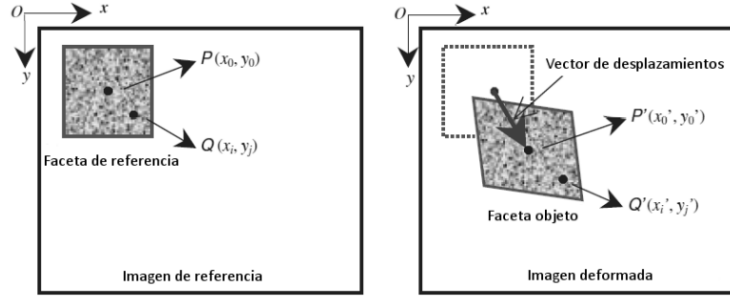 O
x
y
P(x₀, y₀)
Q(xᵢ, yⱼ)
Faceta de referencia
Imagen de referencia
O
x
y
Vector de desplazamientos
P'(x₀', y₀')
Q'(xᵢ', yⱼ')
Faceta objeto
Imagen deformada